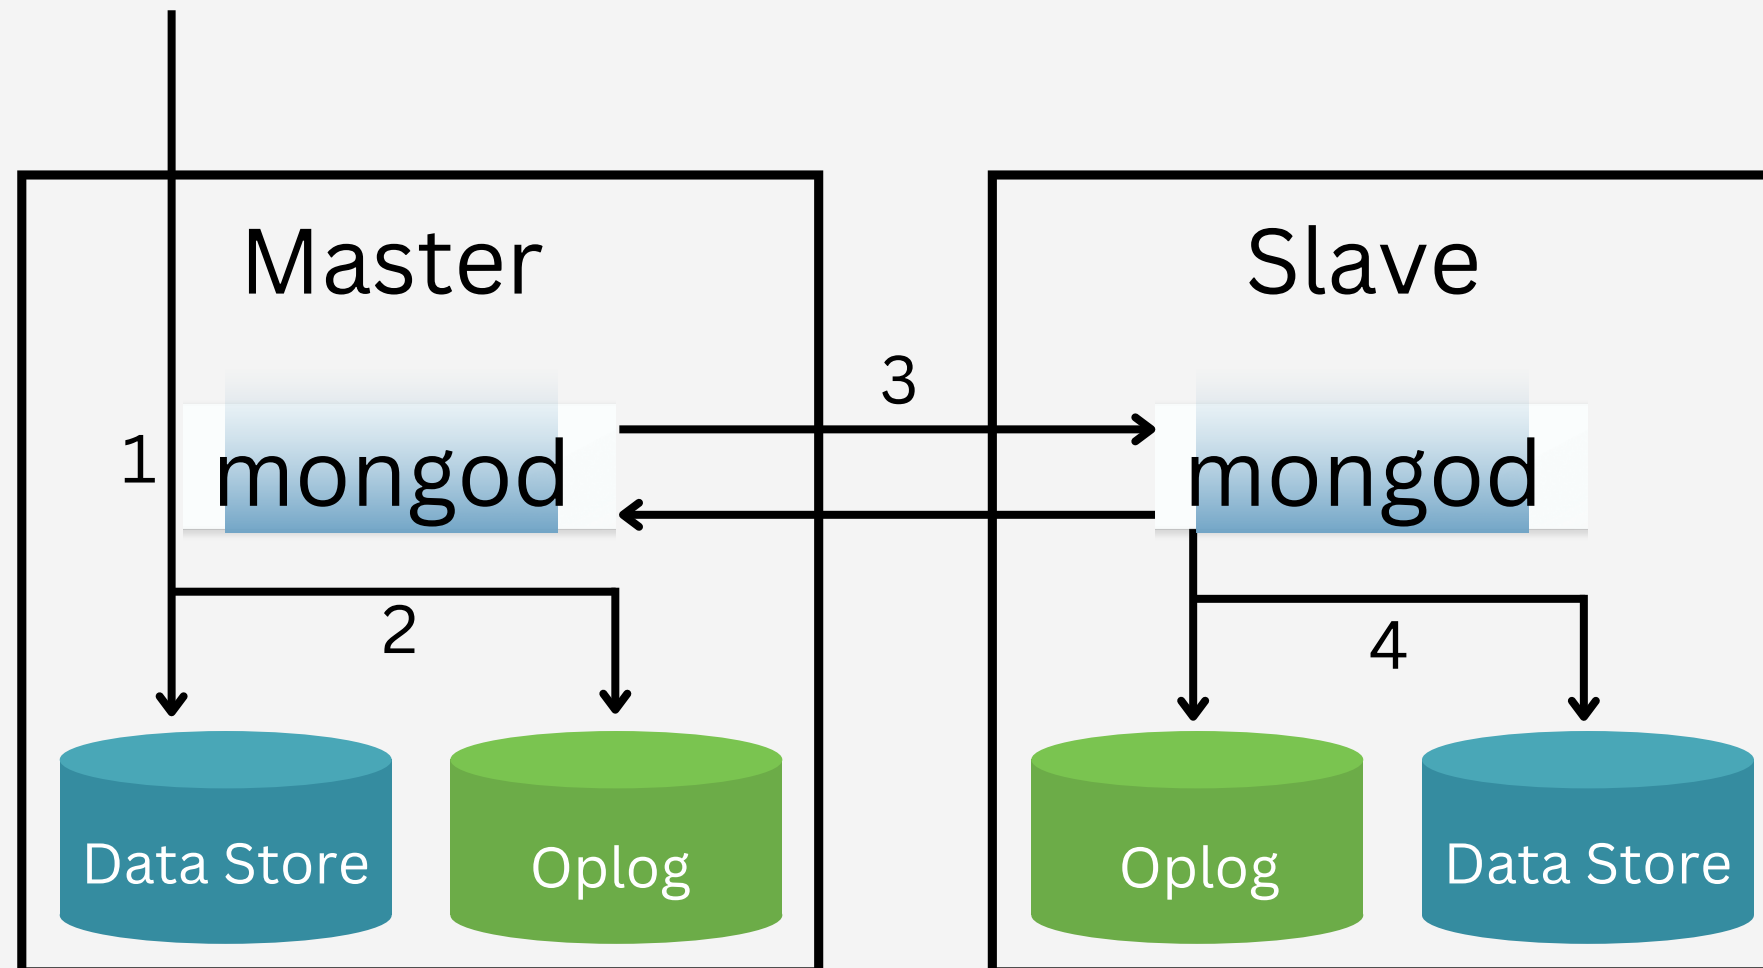 Master
Slave
3
1
mongod
mongod
2
4
Data Store
Oplog
Oplog
Data Store